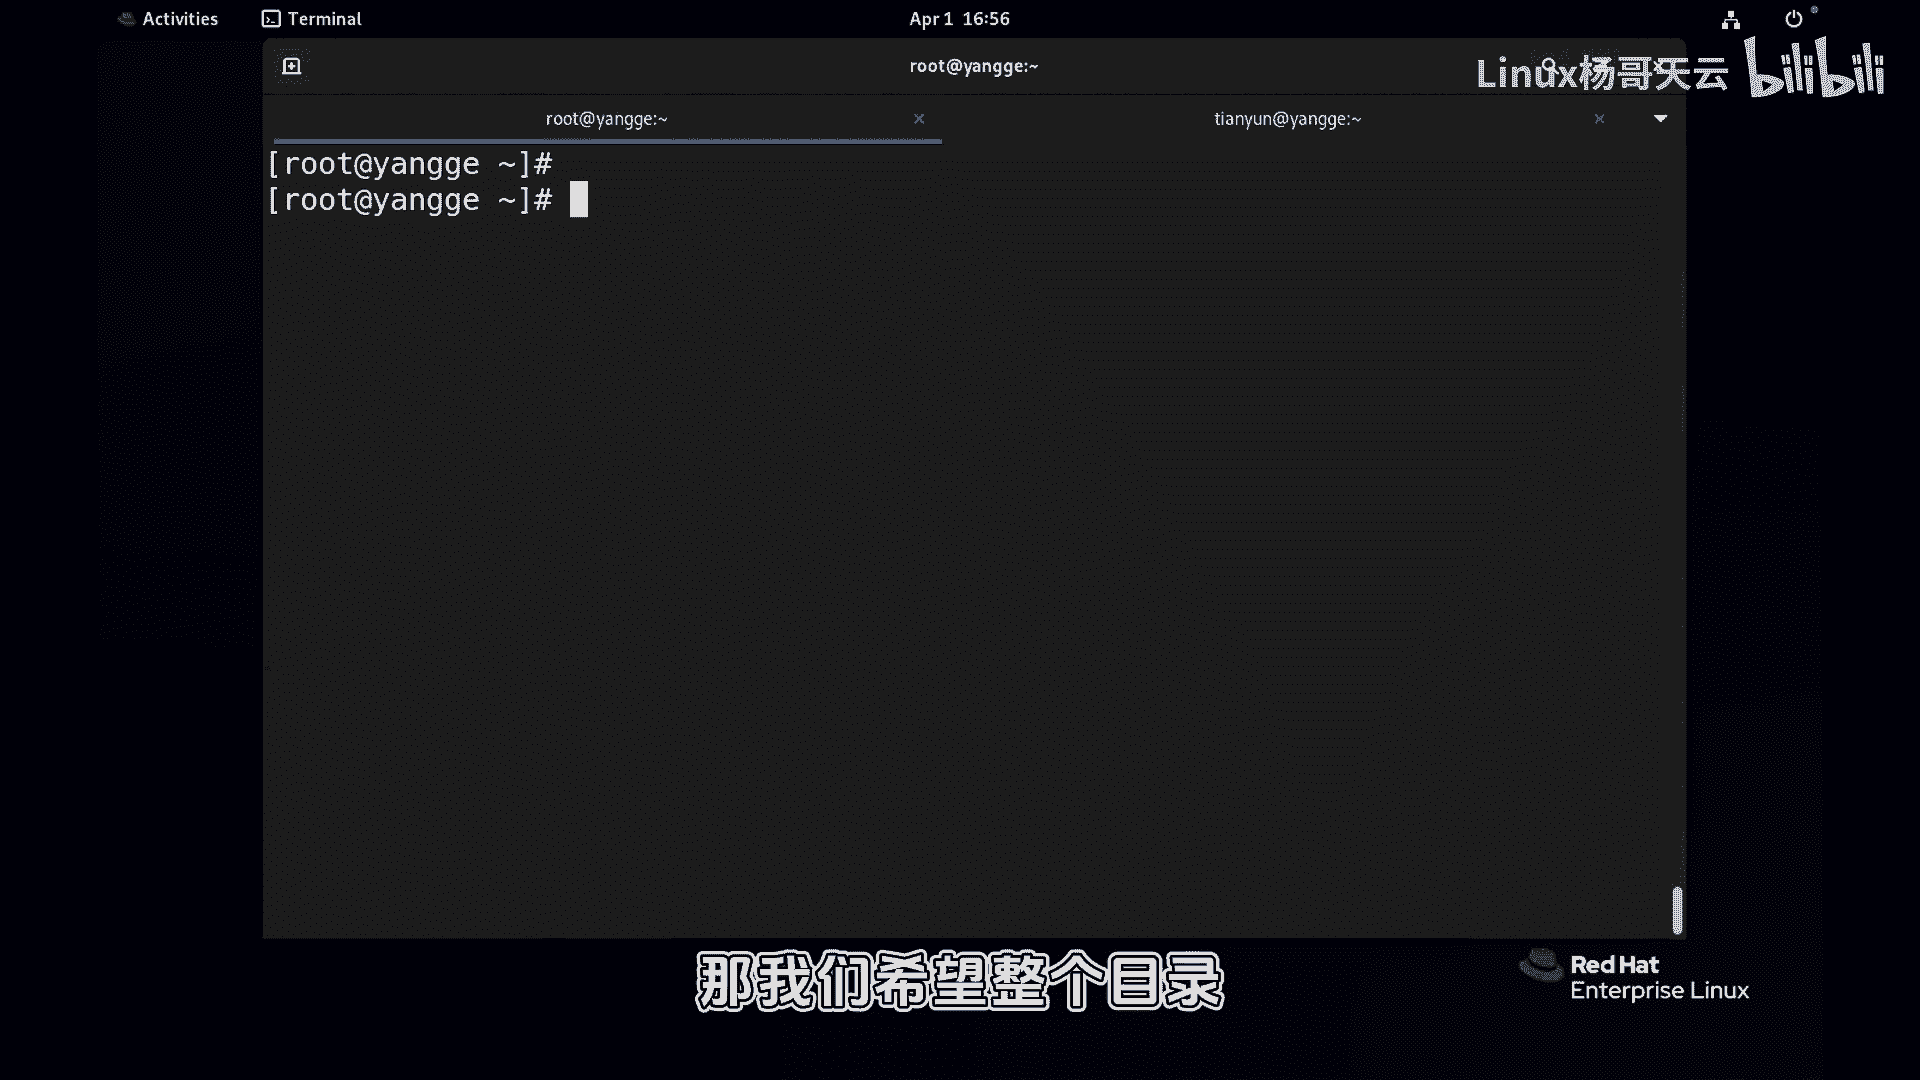 Activities
Terminal
Apr 1 16:56
root@yangge:~
Linux杨哥天云
bilibili
root@yangge:~
tianyun@yangge:~
[root@yangge ~]#
[root@yangge ~]#
那我们希望整个目录
Red Hat
Enterprise Linux